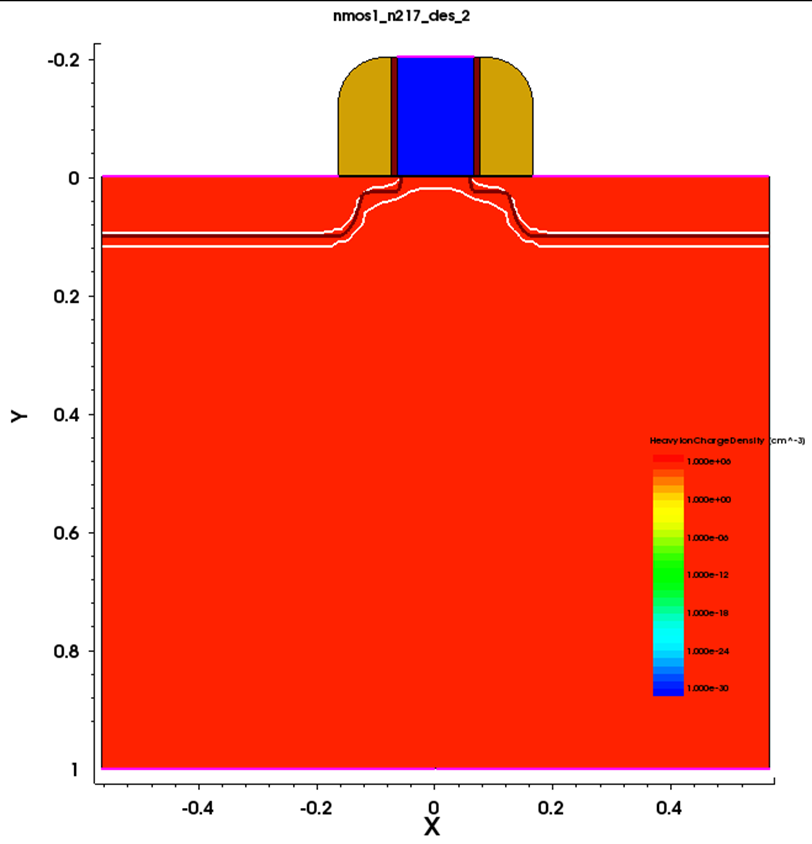 nmos1_n217_des_2
-0.2
0
0.2
0.4
Y
HeavyIonChargeDensity (cm^-3)
1.000e+06
1.000e+00
1.000e-06
1.000e-12
1.000e-18
1.000e-24
1.000e-30
0.6
0.8
1
-0.4
-0.2
0
0.2
0.4
X